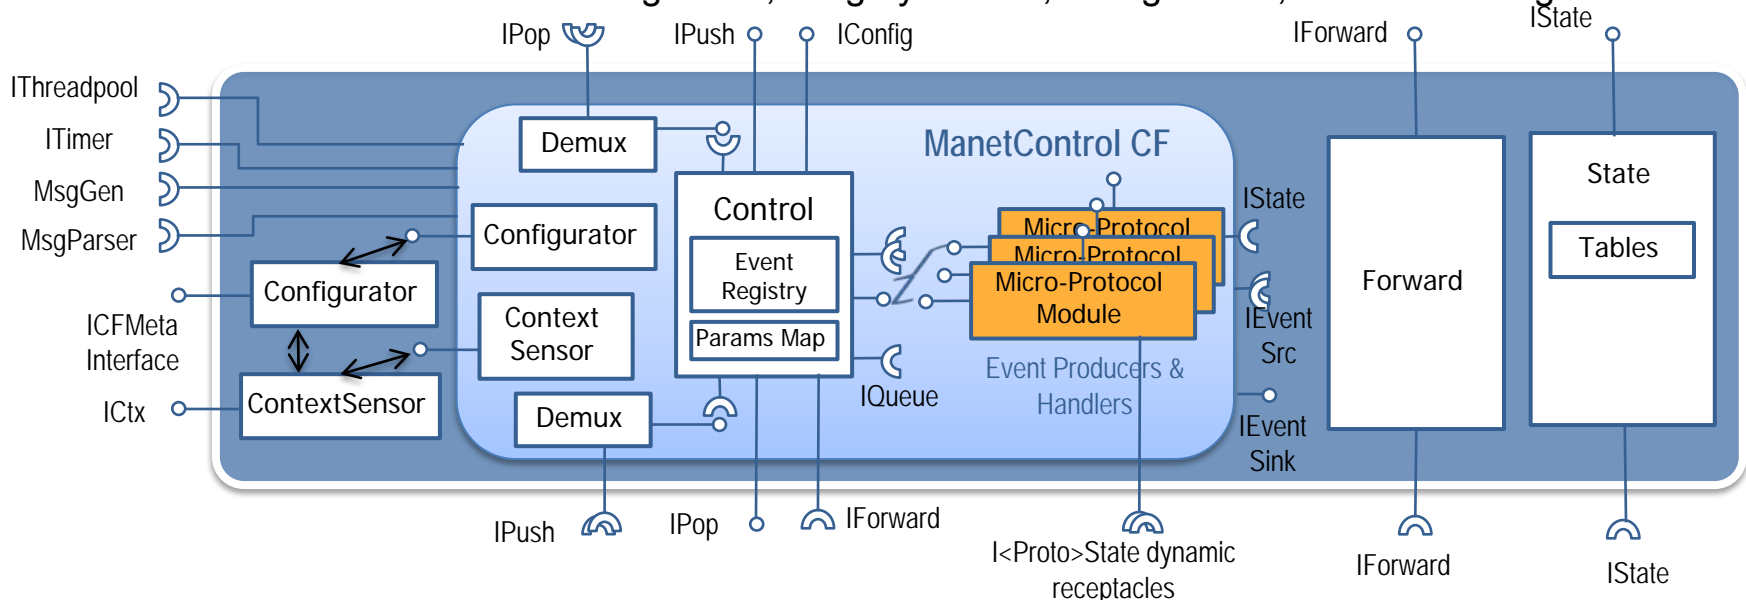 IPop
IPush
IConfig
IForward
IState
IThreadpool
ITimer
MsgGen
MsgParser
ICFMeta
Interface
ICtx
Demux
ManetControl CF
Control
Configurator
Configurator
Event
Registry
Context
Sensor
Params Map
ContextSensor
Demux
IQueue
Micro-Protocol
Micro-Protocol
Micro-Protocol
Module
Event Producers &
Handlers
IState
IEvent
Src
IEvent
Sink
Forward
State
Tables
IPush
IPop
IForward
I<Proto>State dynamic
receptacles
IForward
IState